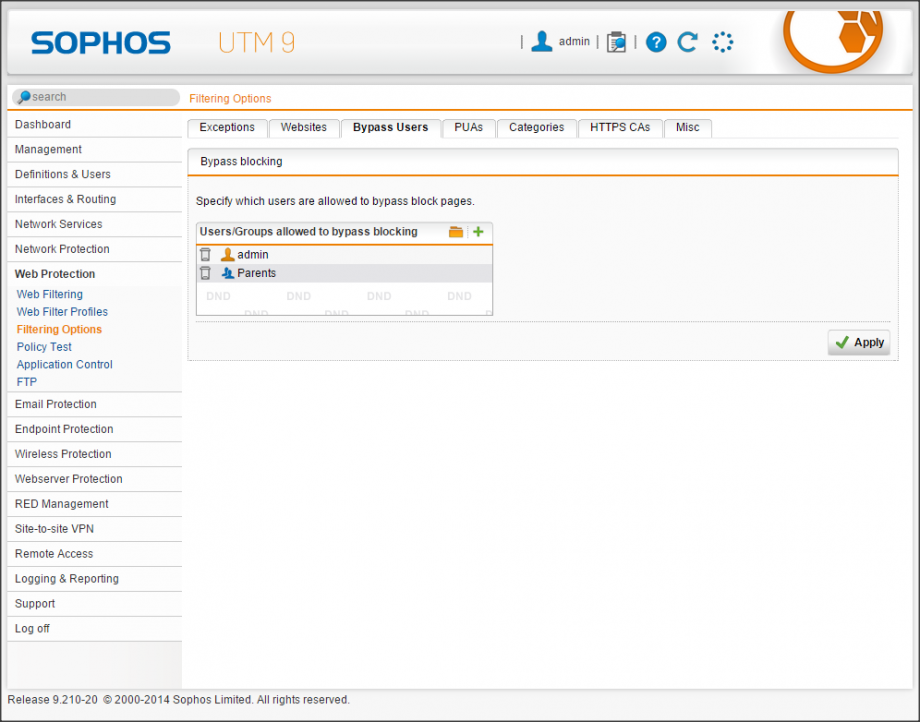 SOPHOS UTM 9
| admin | | ?
search
Filtering Options
Dashboard
Management
Definitions & Users
Interfaces & Routing
Network Services
Network Protection
Web Protection
Web Filtering
Web Filter Profiles
Filtering Options
Policy Test
Application Control
FTP
Email Protection
Endpoint Protection
Wireless Protection
Webserver Protection
RED Management
Site-to-site VPN
Remote Access
Logging & Reporting
Support
Log off
Exceptions Websites Bypass Users PUAs Categories HTTPS CAs Misc
Bypass blocking
Specify which users are allowed to bypass block pages.
Users/Groups allowed to bypass blocking
admin
Parents
DND DND DND DND
DND DND DND
Apply
Release 9.210-20 © 2000-2014 Sophos Limited. All rights reserved.